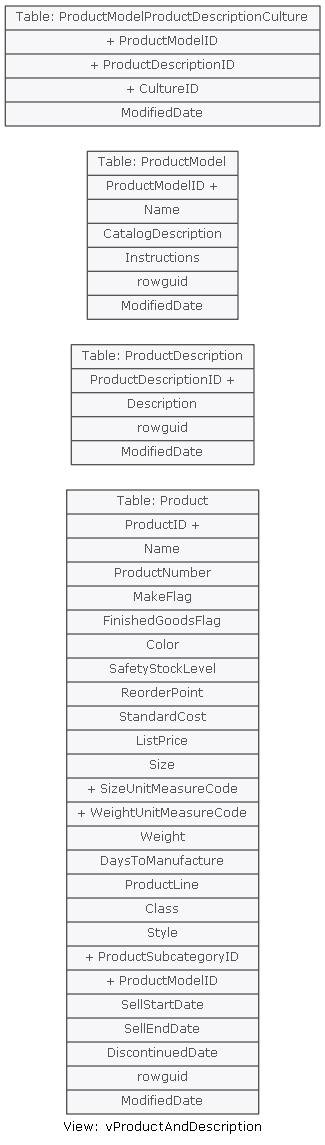 Table: ProductModelProductDescriptionCulture
+ ProductModelID
+ ProductDescriptionID
+ CultureID
ModifiedDate
Table: ProductModel
ProductModelID +
Name
CatalogDescription
Instructions
rowguid
ModifiedDate
Table: ProductDescription
ProductDescriptionID +
Description
rowguid
ModifiedDate
Table: Product
ProductID +
Name
ProductNumber
MakeFlag
FinishedGoodsFlag
Color
SafetyStockLevel
ReorderPoint
StandardCost
ListPrice
Size
+ SizeUnitMeasureCode
+ WeightUnitMeasureCode
Weight
DaysToManufacture
ProductLine
Class
Style
+ ProductSubcategoryID
+ ProductModelID
SellStartDate
SellEndDate
DiscontinuedDate
rowguid
ModifiedDate
View: vProductAndDescription